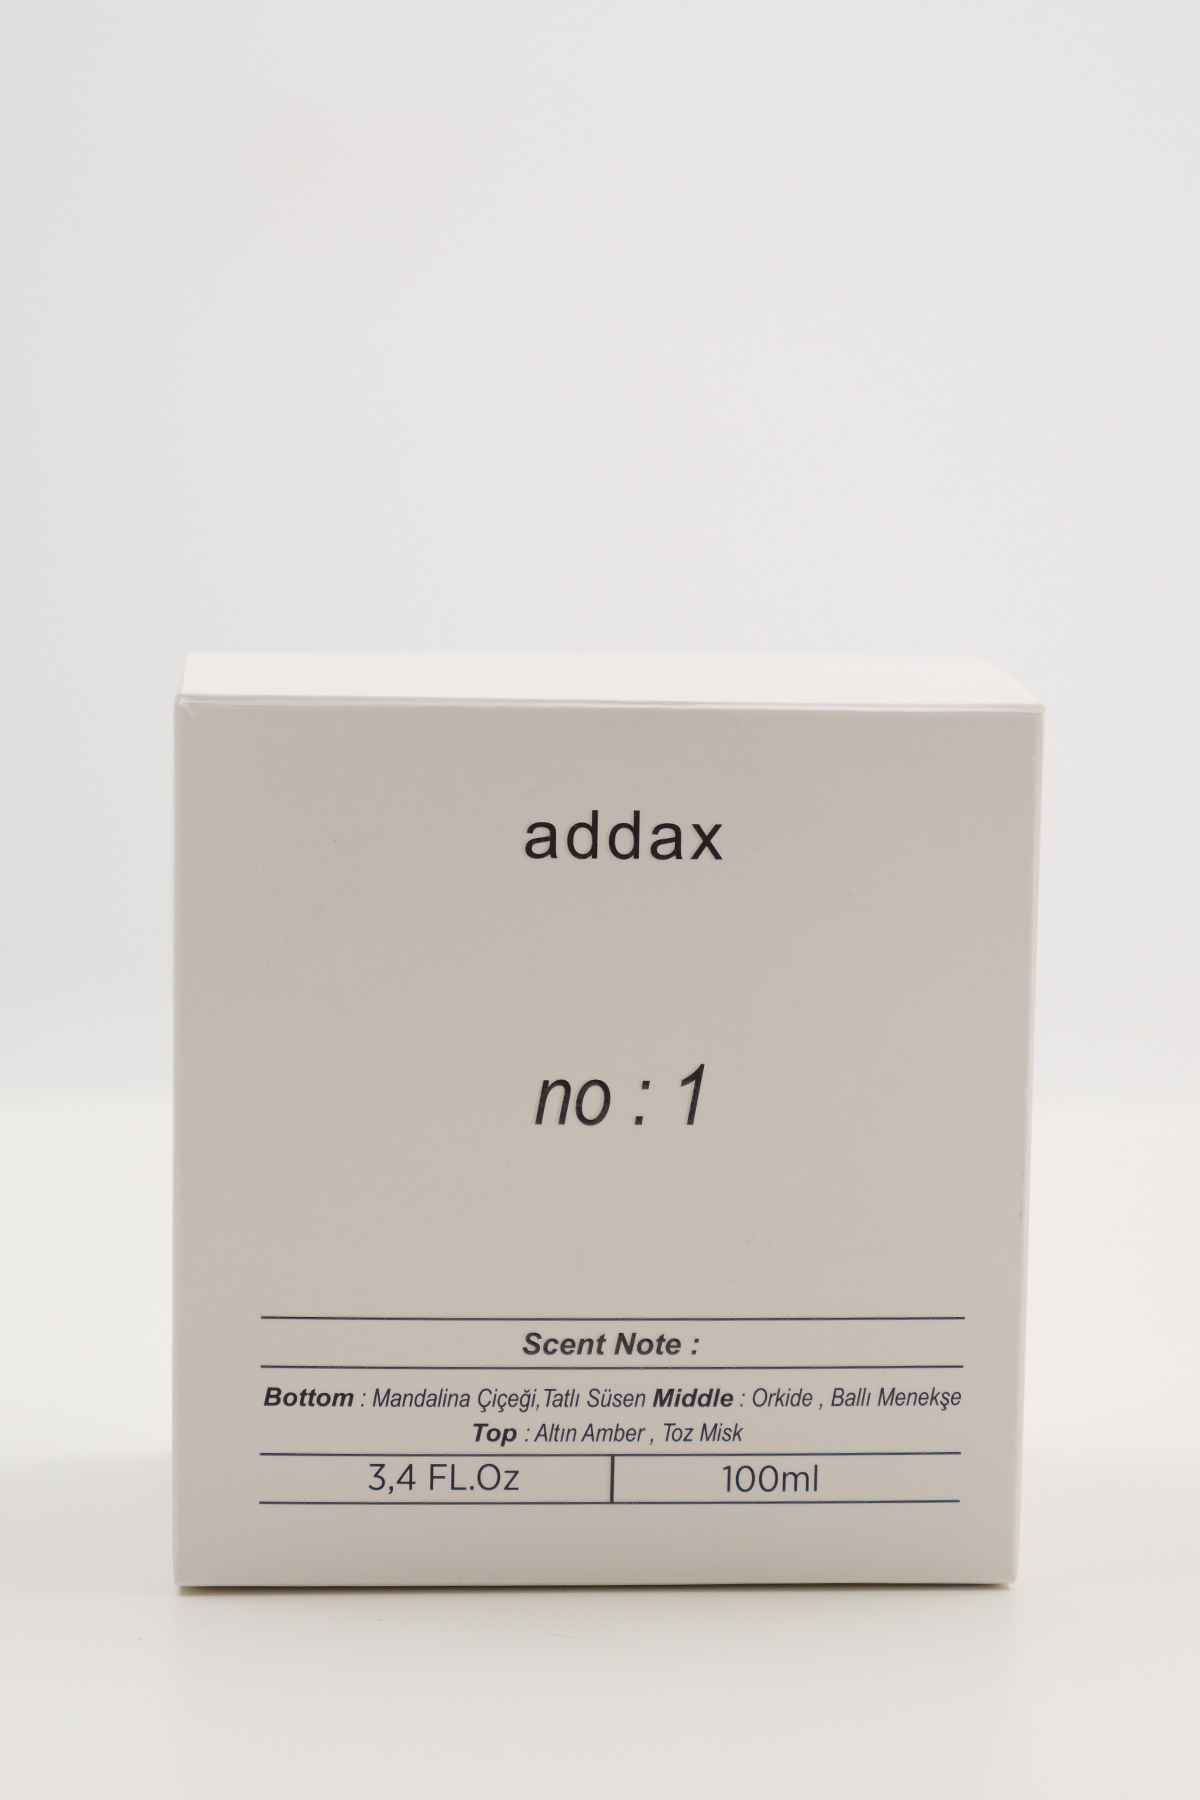 addax
no : 1
Scent Note :
Bottom : Mandalina Çiçeği,Tatlı Süsen Middle : Orkide , Ballı Menekşe
Top : Altın Amber , Toz Misk
3,4 FL.Oz 100ml